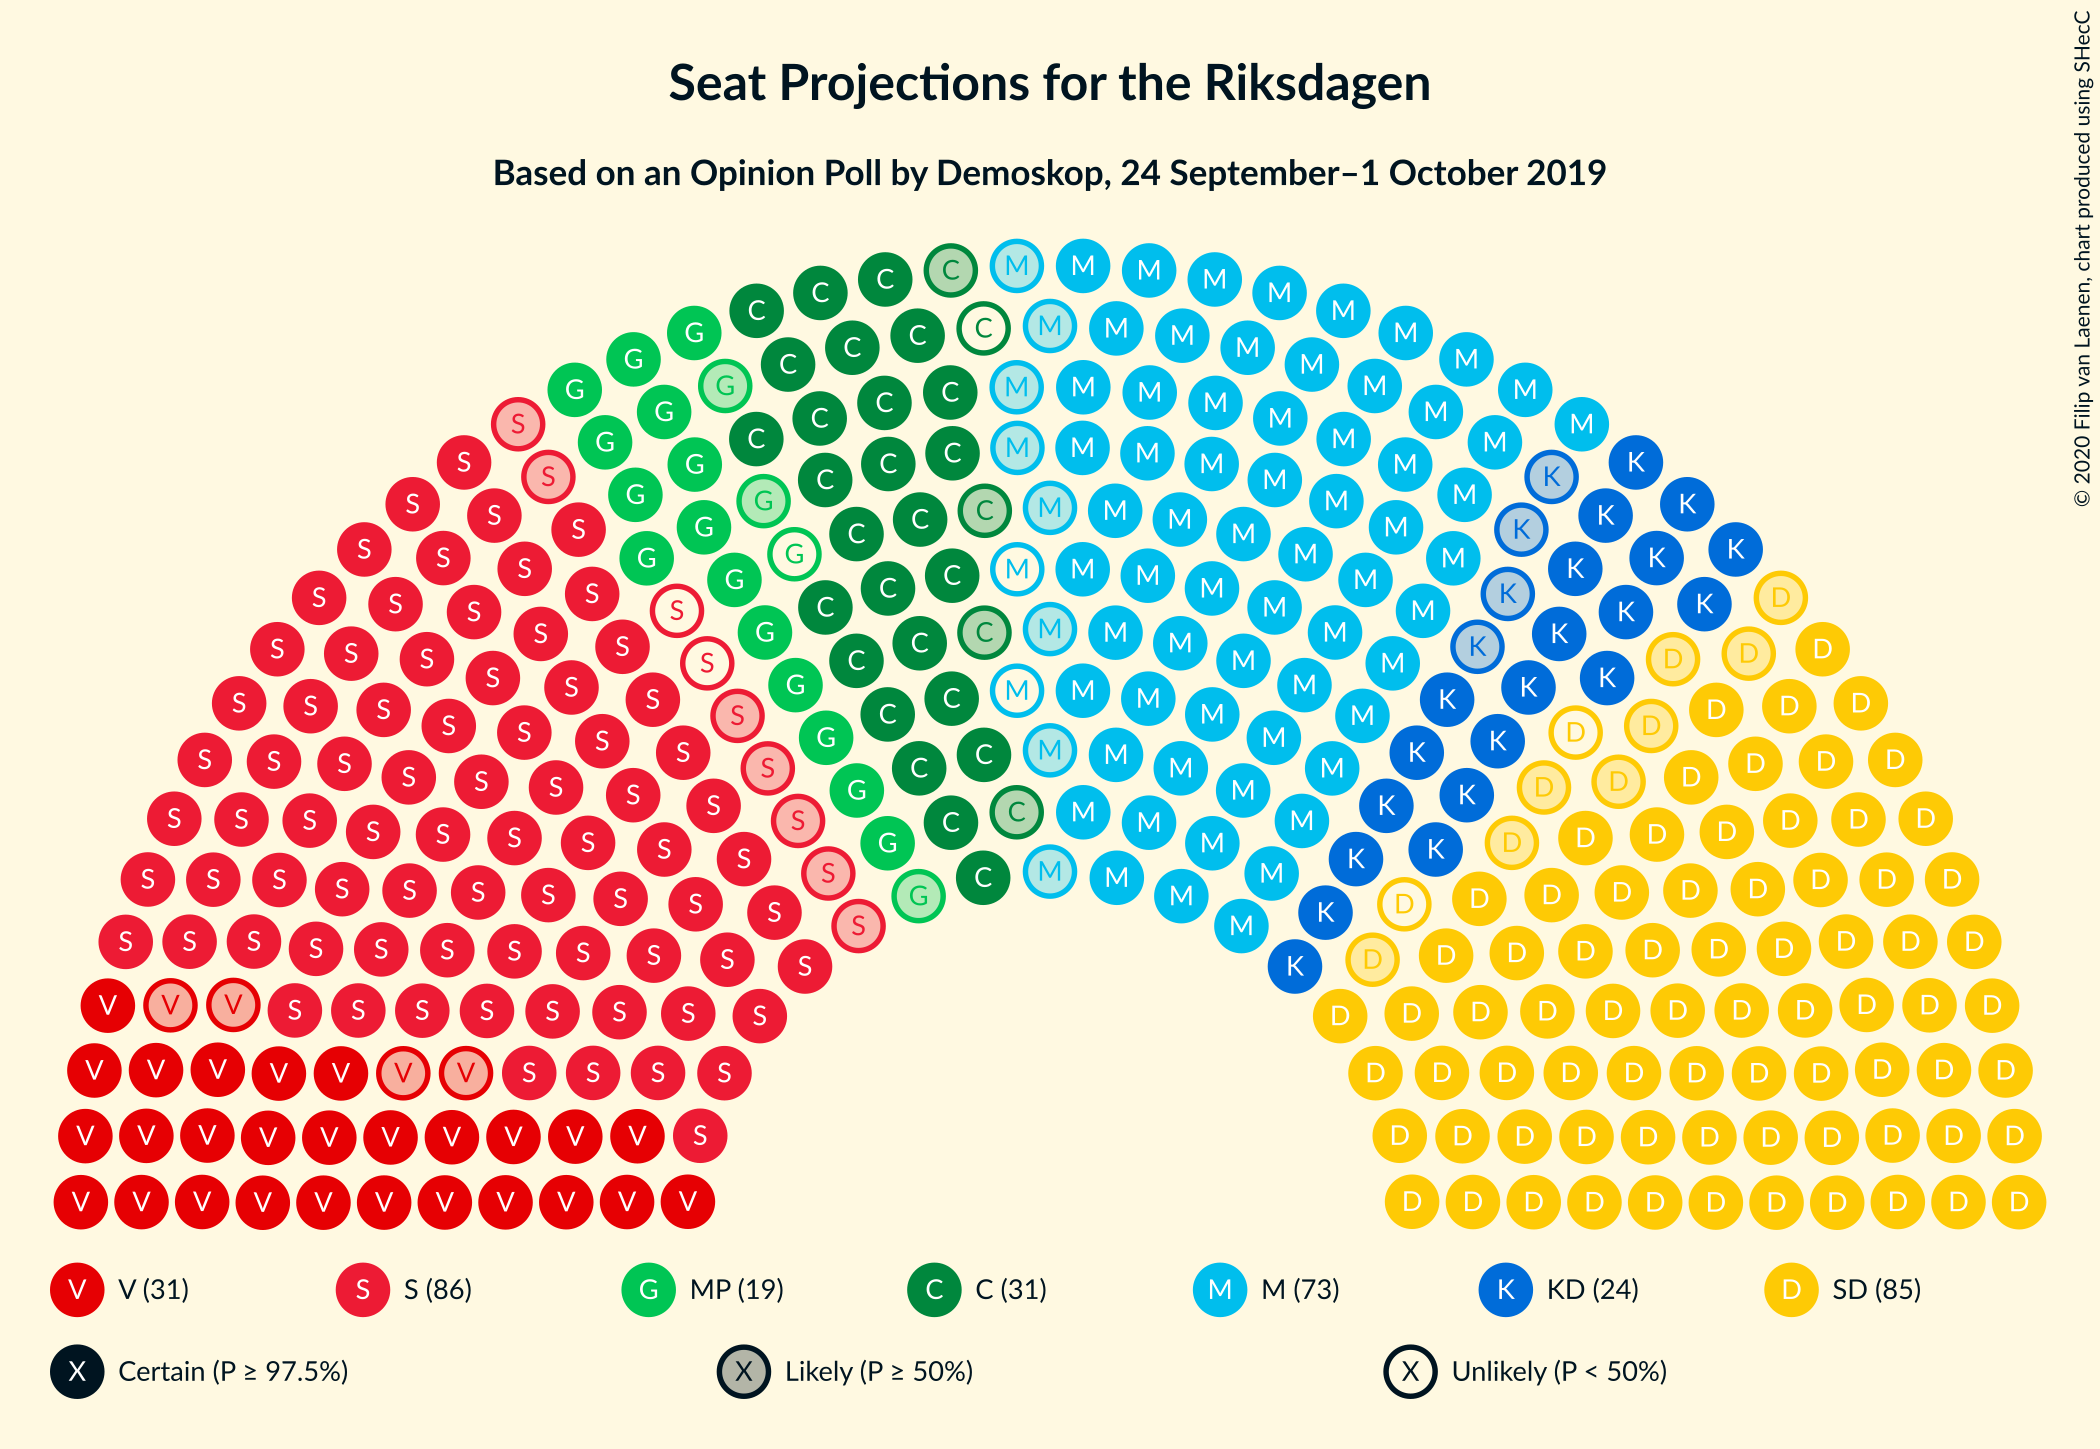 Seat Projections for the Riksdagen
Based on an Opinion Poll by Demoskop, 24 September–1 October 2019
© 2020 Filip van Laenen, chart produced using SHecC
V V (31) S S (86) G MP (19) C C (31) M M (73) K KD (24) D SD (85)
X Certain (P ≥ 97.5%) X Likely (P ≥ 50%) X Unlikely (P < 50%)